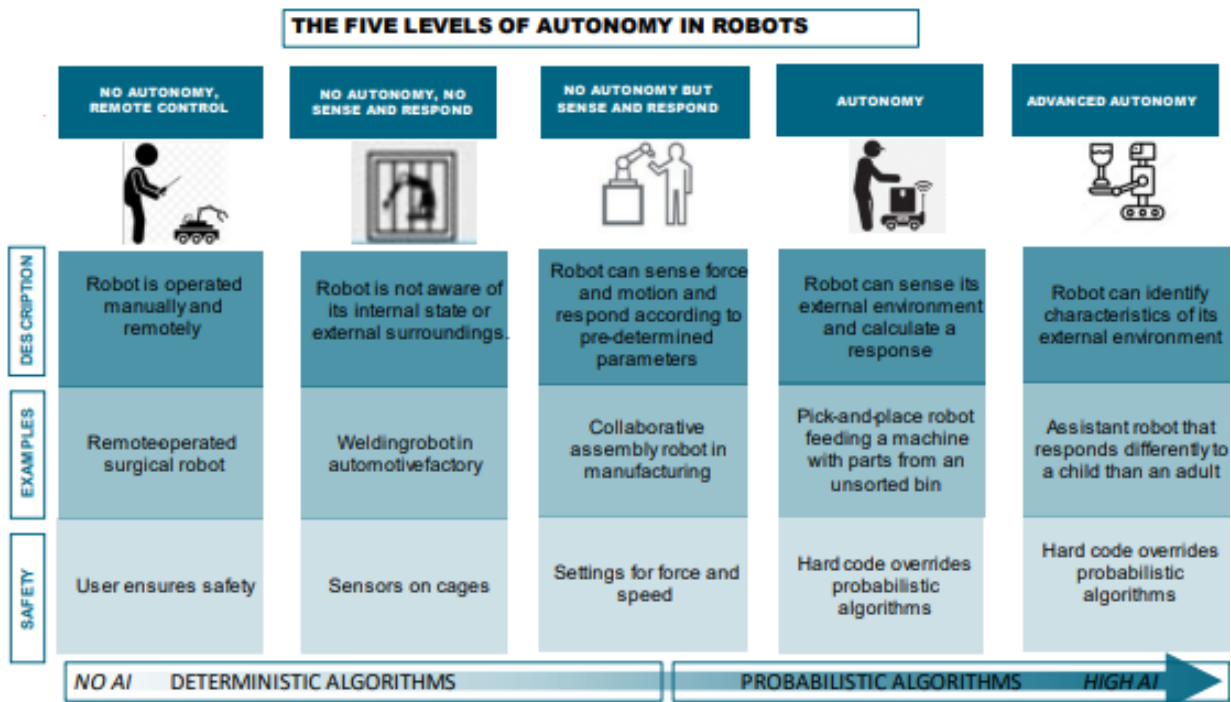 THE FIVE LEVELS OF AUTONOMY IN ROBOTS
NO AUTONOMY,
REMOTE CONTROL
NO AUTONOMY, NO
SENSE AND RESPOND
NO AUTONOMY BUT
SENSE AND RESPOND
AUTONOMY
ADVANCED AUTONOMY
DESCRIPTION
Robot is operated
manually and
remotely
Robot is not aware of
its internal state or
external surroundings.
Robot can sense force
and motion and
respond according to
pre-determined
parameters
Robot can sense its
external environment
and calculate a
response
Robot can identify
characteristics of its
external environment
EXAMPLES
Remote-operated
surgical robot
Weldingrobotin
automotivefactory
Collaborative
assembly robot in
manufacturing
Pick-and-place robot
feeding a machine
with parts from an
unsorted bin
Assistant robot that
responds differently to
a child than an adult
SAFETY
User ensures safety
Sensors on cages
Settings for force and
speed
Hard code overrides
probabilistic
algorithms
Hard code overrides
probabilistic
algorithms
NO AI DETERMINISTIC ALGORITHMS
PROBABILISTIC ALGORITHMS HIGH AI